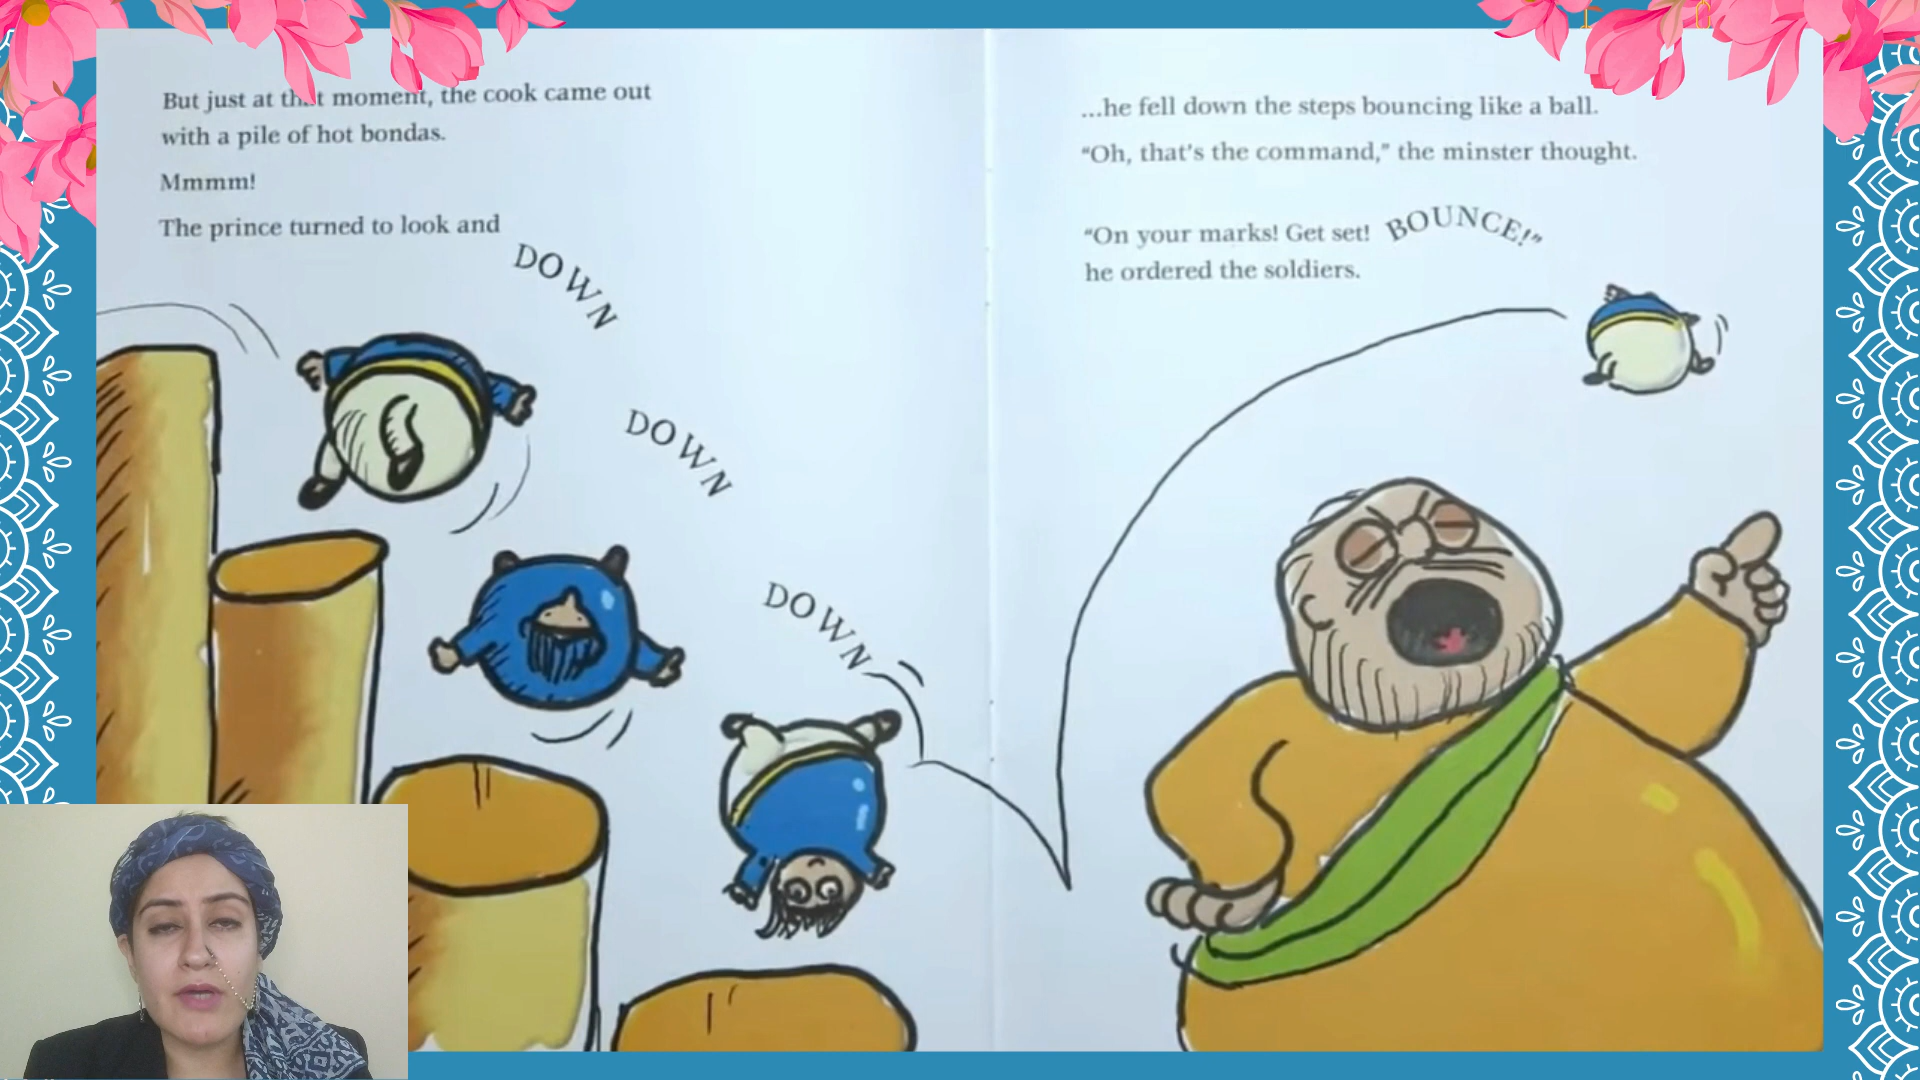 But just at that moment, the cook came out
with a pile of hot bondas.
Mmmm!
The prince turned to look and
DOWN
DOWN
DOWN
...he fell down the steps bouncing like a ball.
“Oh, that's the command,” the minster thought.
“On your marks! Get set! BOUNCE!”
he ordered the soldiers.